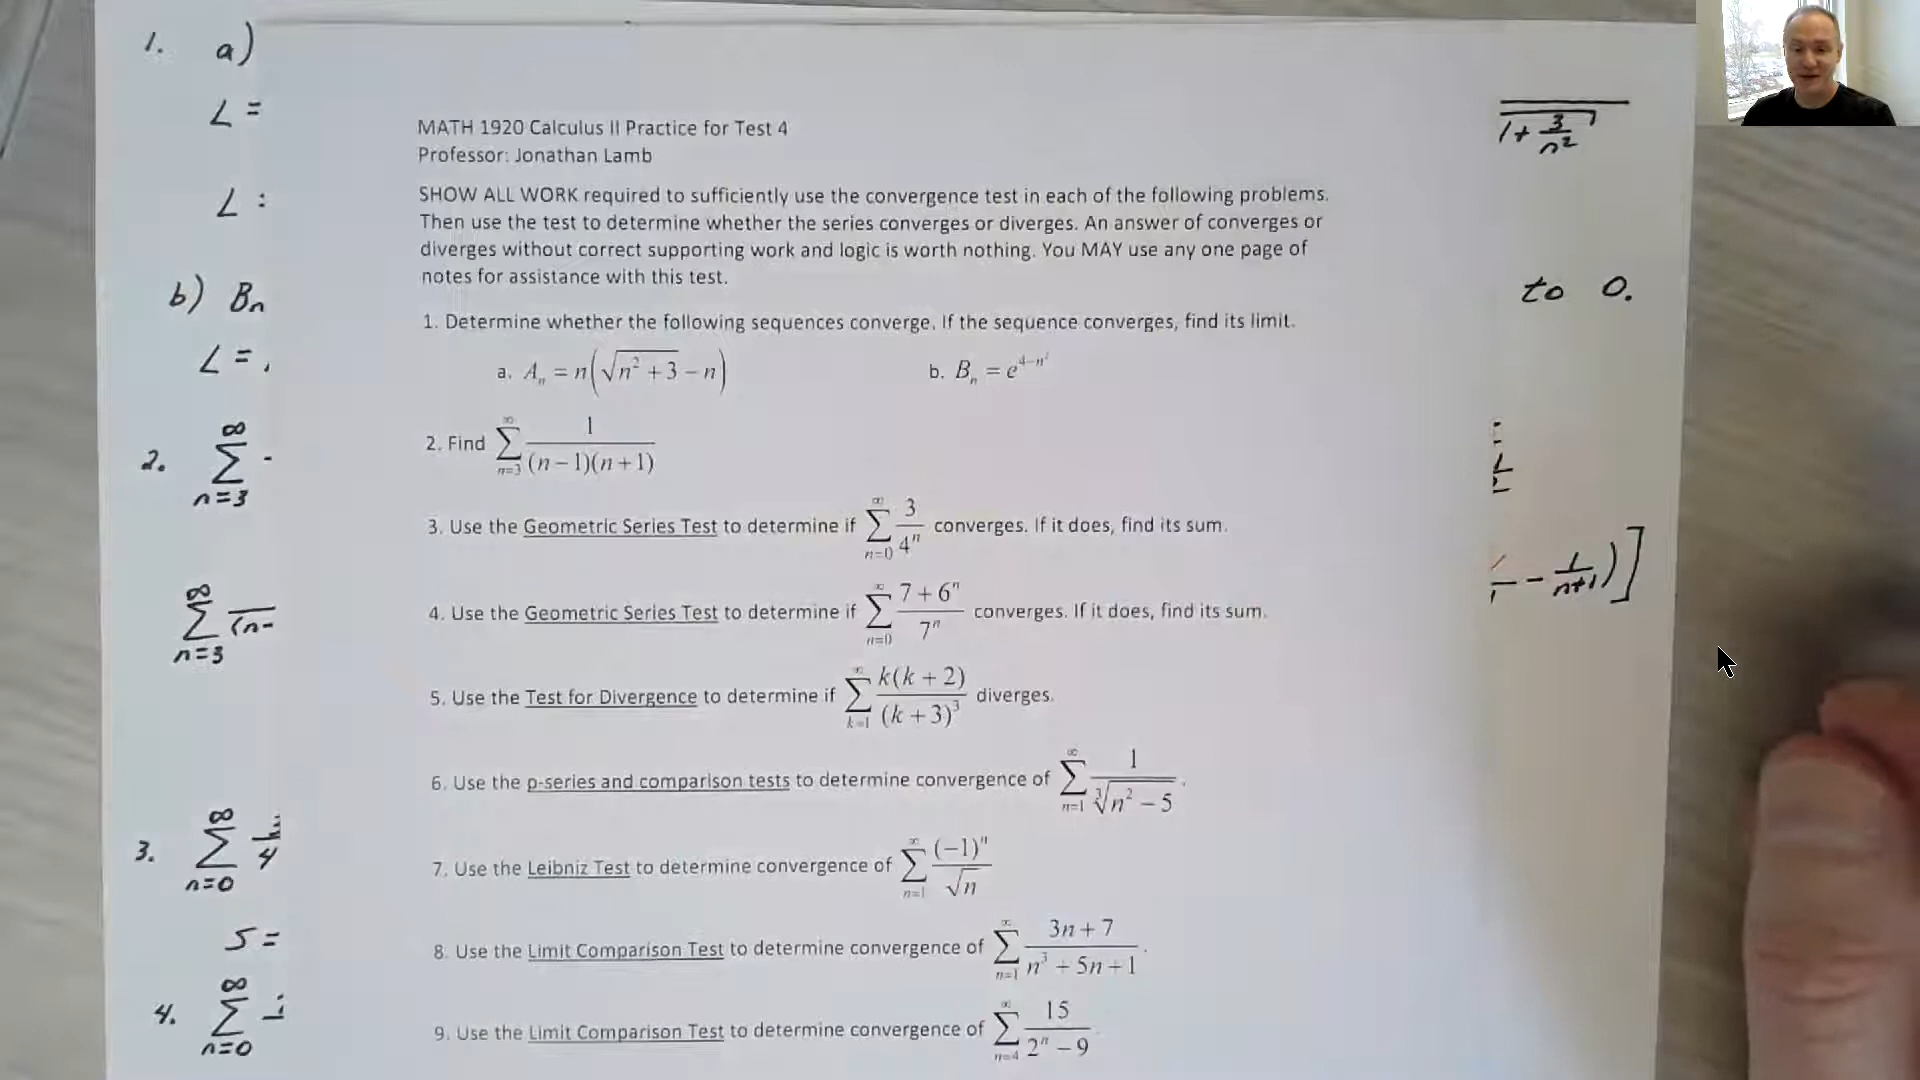 1. a)
L =
L :
b) Bn
L =
2. ∞ Σ n=3
∞ Σ n=3 (n-
3. ∞ Σ n=0 4
S =
4. ∞ Σ n=0
MATH 1920 Calculus II Practice for Test 4
Professor: Jonathan Lamb
SHOW ALL WORK required to sufficiently use the convergence test in each of the following problems.
Then use the test to determine whether the series converges or diverges. An answer of converges or
diverges without correct supporting work and logic is worth nothing. You MAY use any one page of
notes for assistance with this test.
1. Determine whether the following sequences converge. If the sequence converges, find its limit.
a. Aₙ = n(√(n² + 3) − n) b. Bₙ = e^(4−n²)
2. Find ∞ Σ n=3 1/((n − 1)(n + 1))
3. Use the Geometric Series Test to determine if ∞ Σ n=0 3/4ⁿ converges. If it does, find its sum.
4. Use the Geometric Series Test to determine if ∞ Σ n=0 (7 + 6ⁿ)/7ⁿ converges. If it does, find its sum.
5. Use the Test for Divergence to determine if ∞ Σ k=1 k(k + 2)/(k + 3)³ diverges.
6. Use the p-series and comparison tests to determine convergence of ∞ Σ n=1 1/∛(n² − 5).
7. Use the Leibniz Test to determine convergence of ∞ Σ n=1 (−1)ⁿ/√n
8. Use the Limit Comparison Test to determine convergence of ∞ Σ n=1 (3n + 7)/(n³ + 5n + 1).
9. Use the Limit Comparison Test to determine convergence of ∞ Σ n=4 15/(2ⁿ − 9)
1 + 3/n²
to 0.
- 1/(n+1))]